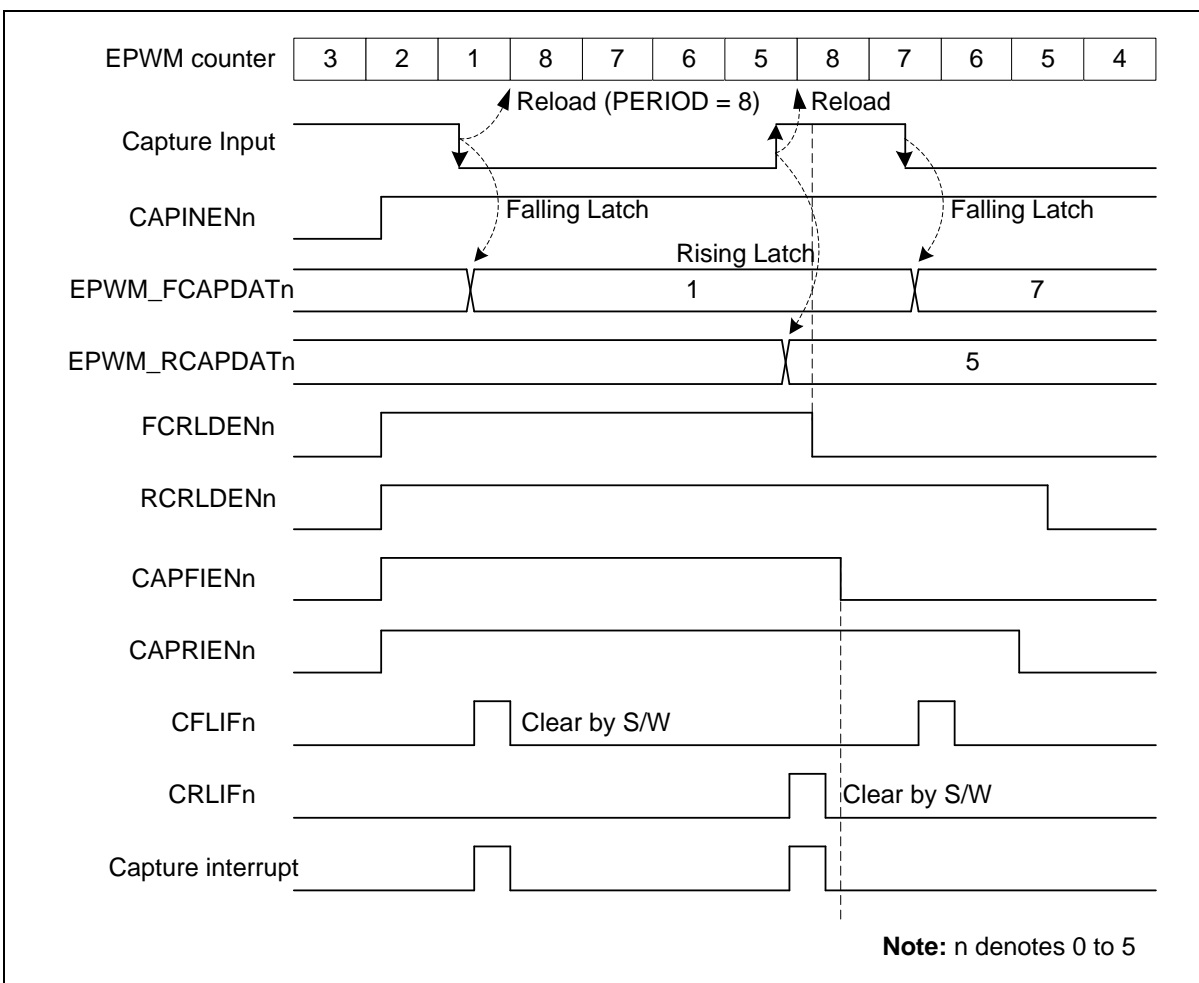 EPWM counter 3 2 1 8 7 6 5 8 7 6 5 4
Reload (PERIOD = 8) Reload
Capture Input
CAPINENn Falling Latch Falling Latch
Rising Latch
EPWM_FCAPDATn 1 7
EPWM_RCAPDATn 5
FCRLDENn
RCRLDENn
CAPFIENn
CAPRIENn
CFLIFn Clear by S/W
CRLIFn Clear by S/W
Capture interrupt
Note: n denotes 0 to 5